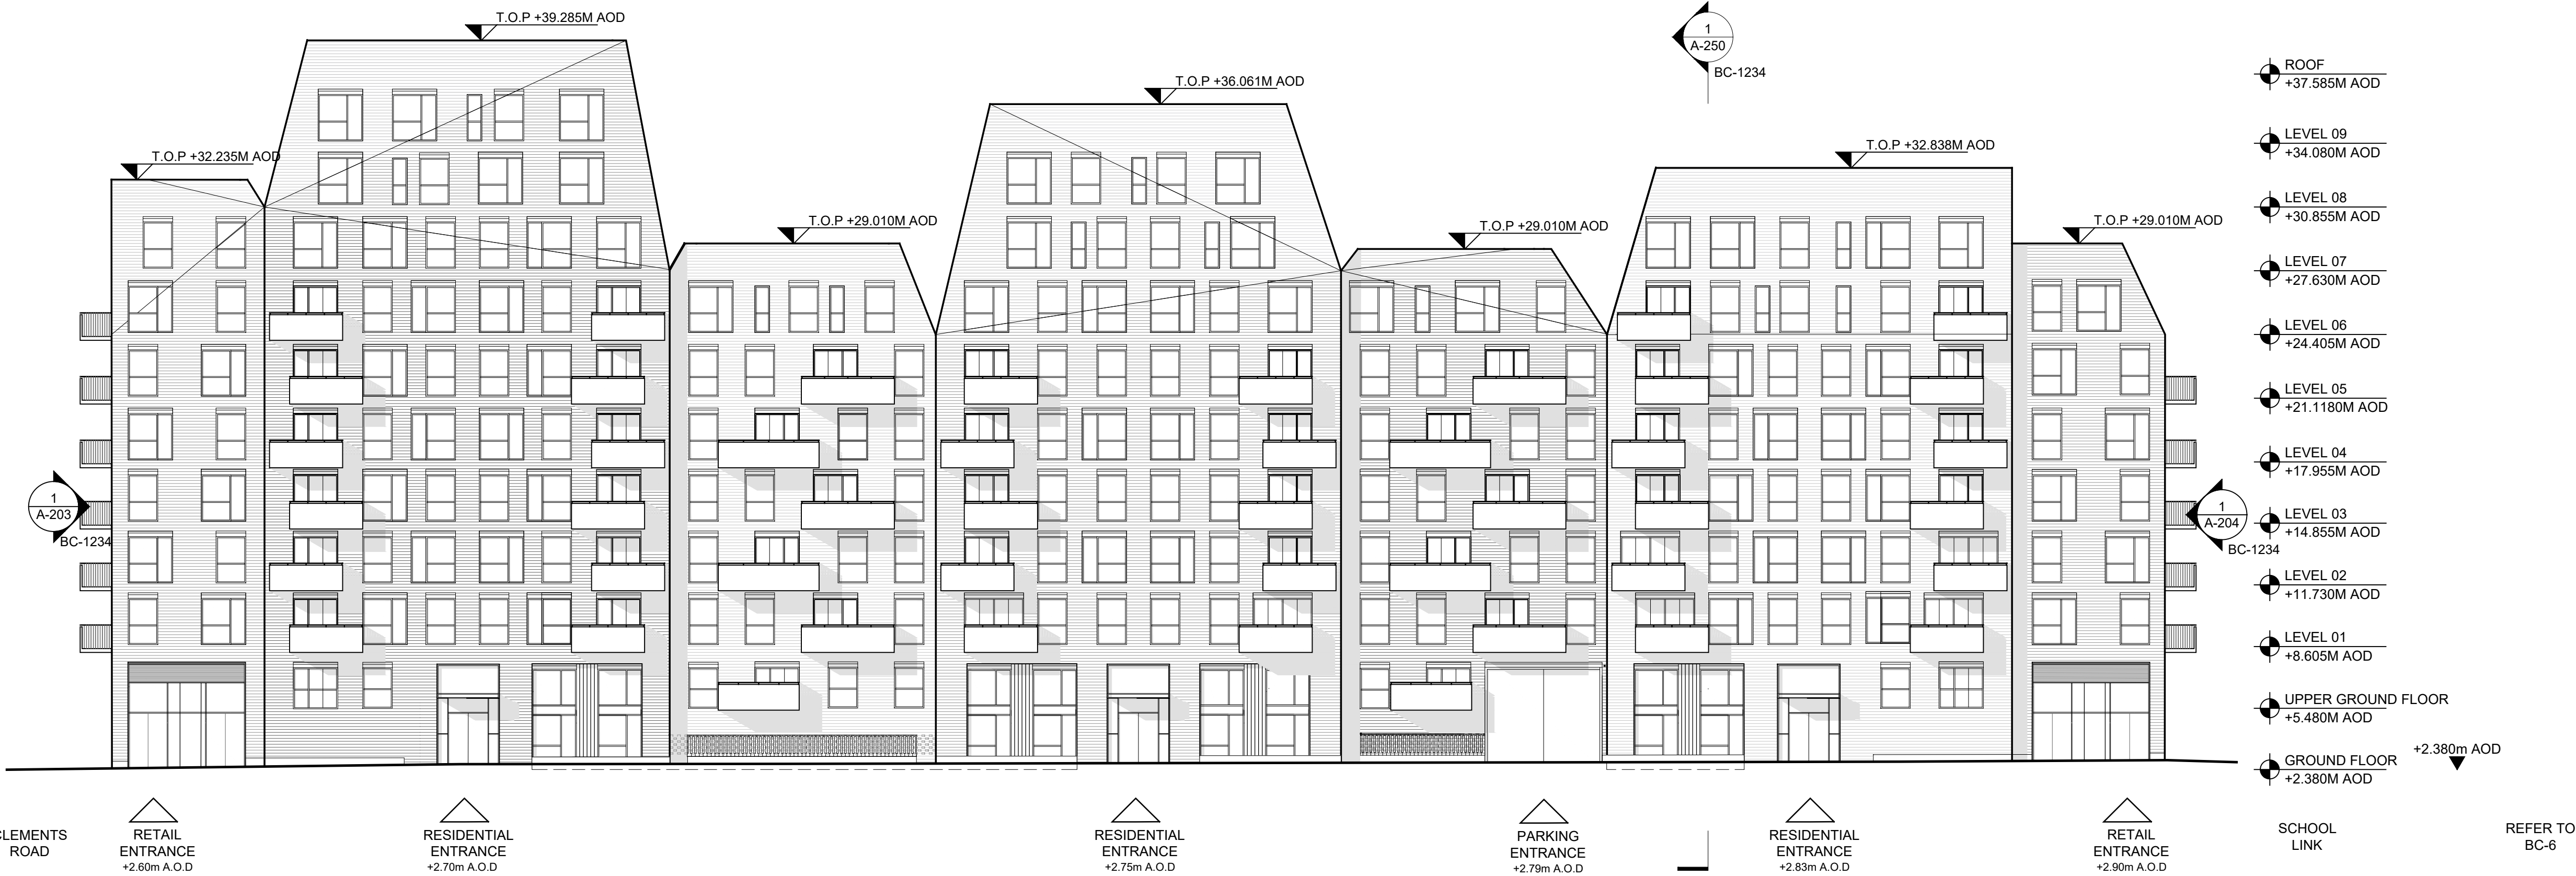 T.O.P +39.285M AOD
1
A-250
BC-1234
T.O.P +36.061M AOD
T.O.P +32.235M AOD
T.O.P +32.838M AOD
T.O.P +29.010M AOD
T.O.P +29.010M AOD
T.O.P +29.010M AOD
ROOF
+37.585M AOD
LEVEL 09
+34.080M AOD
LEVEL 08
+30.855M AOD
LEVEL 07
+27.630M AOD
LEVEL 06
+24.405M AOD
LEVEL 05
+21.1180M AOD
LEVEL 04
+17.955M AOD
LEVEL 03
+14.855M AOD
LEVEL 02
+11.730M AOD
LEVEL 01
+8.605M AOD
UPPER GROUND FLOOR
+5.480M AOD
GROUND FLOOR
+2.380M AOD
+2.380m AOD
1
A-203
BC-1234
1
A-204
BC-1234
CLEMENTS
ROAD
RETAIL
ENTRANCE
+2.60m A.O.D
RESIDENTIAL
ENTRANCE
+2.70m A.O.D
RESIDENTIAL
ENTRANCE
+2.75m A.O.D
PARKING
ENTRANCE
+2.79m A.O.D
RESIDENTIAL
ENTRANCE
+2.83m A.O.D
RETAIL
ENTRANCE
+2.90m A.O.D
SCHOOL
LINK
REFER TO
BC-6